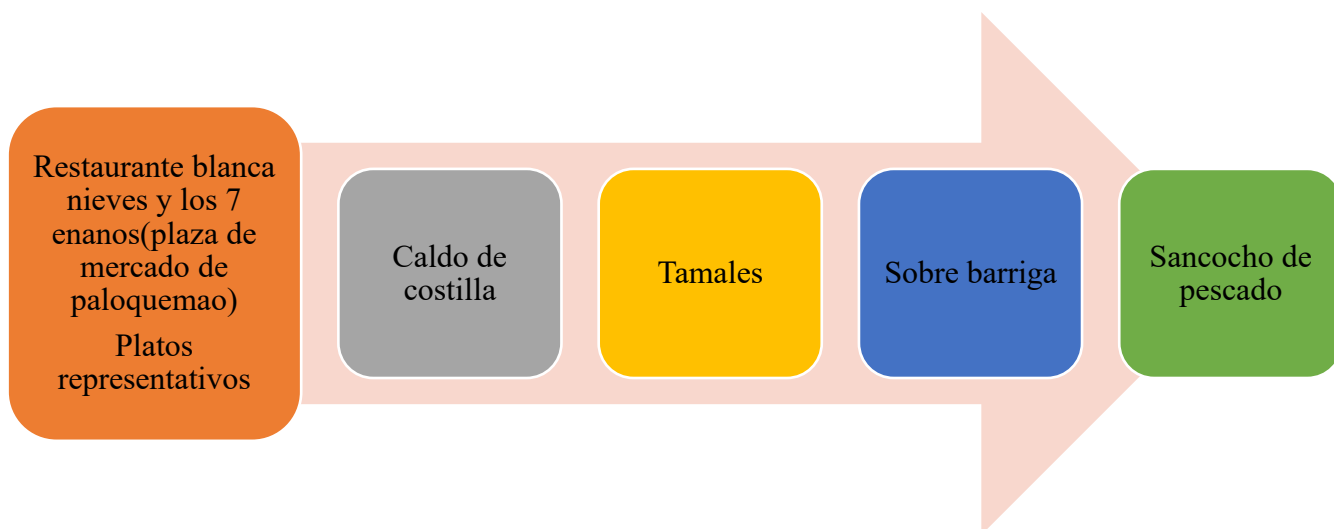 Restaurante blanca
nieves y los 7
enanos(plaza de
mercado de
paloquemao)
Platos
representativos
Caldo de
costilla
Tamales
Sobre barriga
Sancocho de
pescado